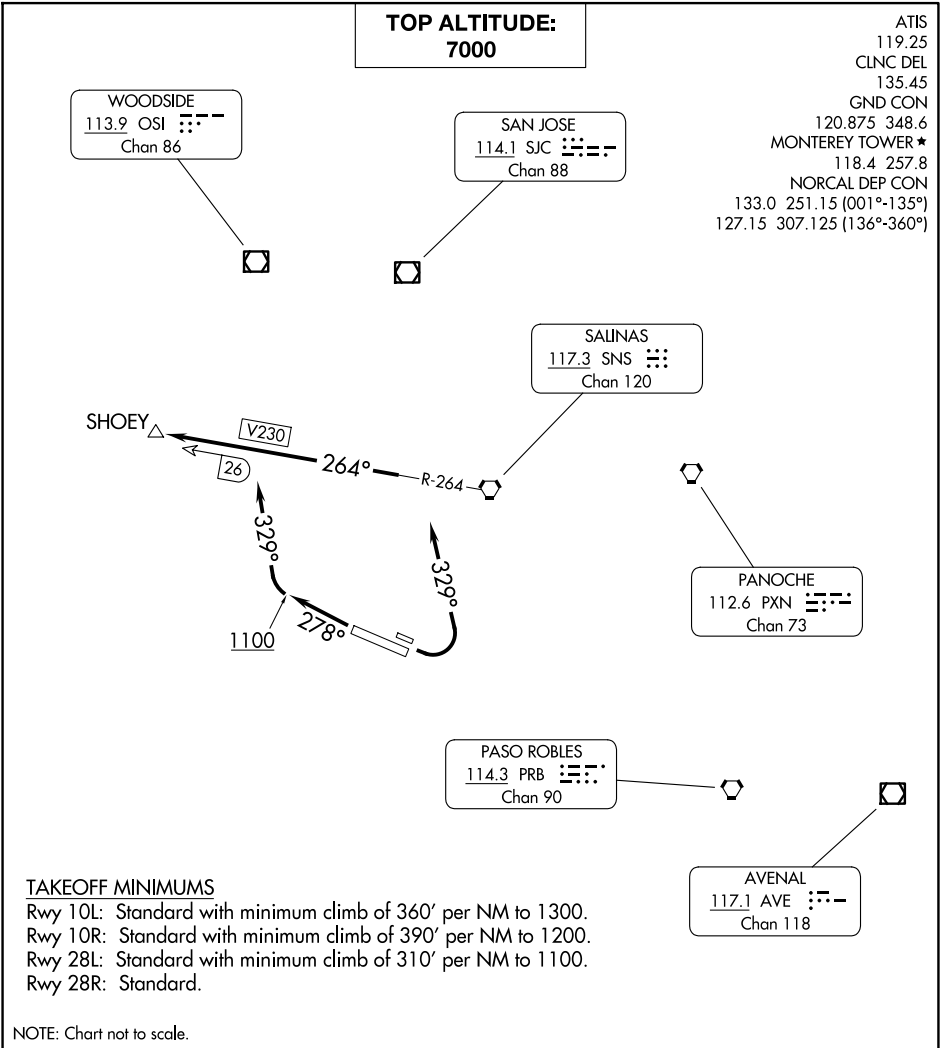 TOP ALTITUDE:
7000
ATIS
119.25
CLNC DEL
135.45
GND CON
120.875 348.6
MONTEREY TOWER ★
118.4 257.8
NORCAL DEP CON
133.0 251.15 (001°-135°)
127.15 307.125 (136°-360°)
WOODSIDE
113.9 OSI
Chan 86
SAN JOSE
114.1 SJC
Chan 88
SALINAS
117.3 SNS
Chan 120
SHOEY
V230
26
264°
R-264
329°
329°
PANOCHE
112.6 PXN
Chan 73
1100
278°
PASO ROBLES
114.3 PRB
Chan 90
AVENAL
117.1 AVE
Chan 118
TAKEOFF MINIMUMS
Rwy 10L: Standard with minimum climb of 360' per NM to 1300.
Rwy 10R: Standard with minimum climb of 390' per NM to 1200.
Rwy 28L: Standard with minimum climb of 310' per NM to 1100.
Rwy 28R: Standard.
NOTE: Chart not to scale.